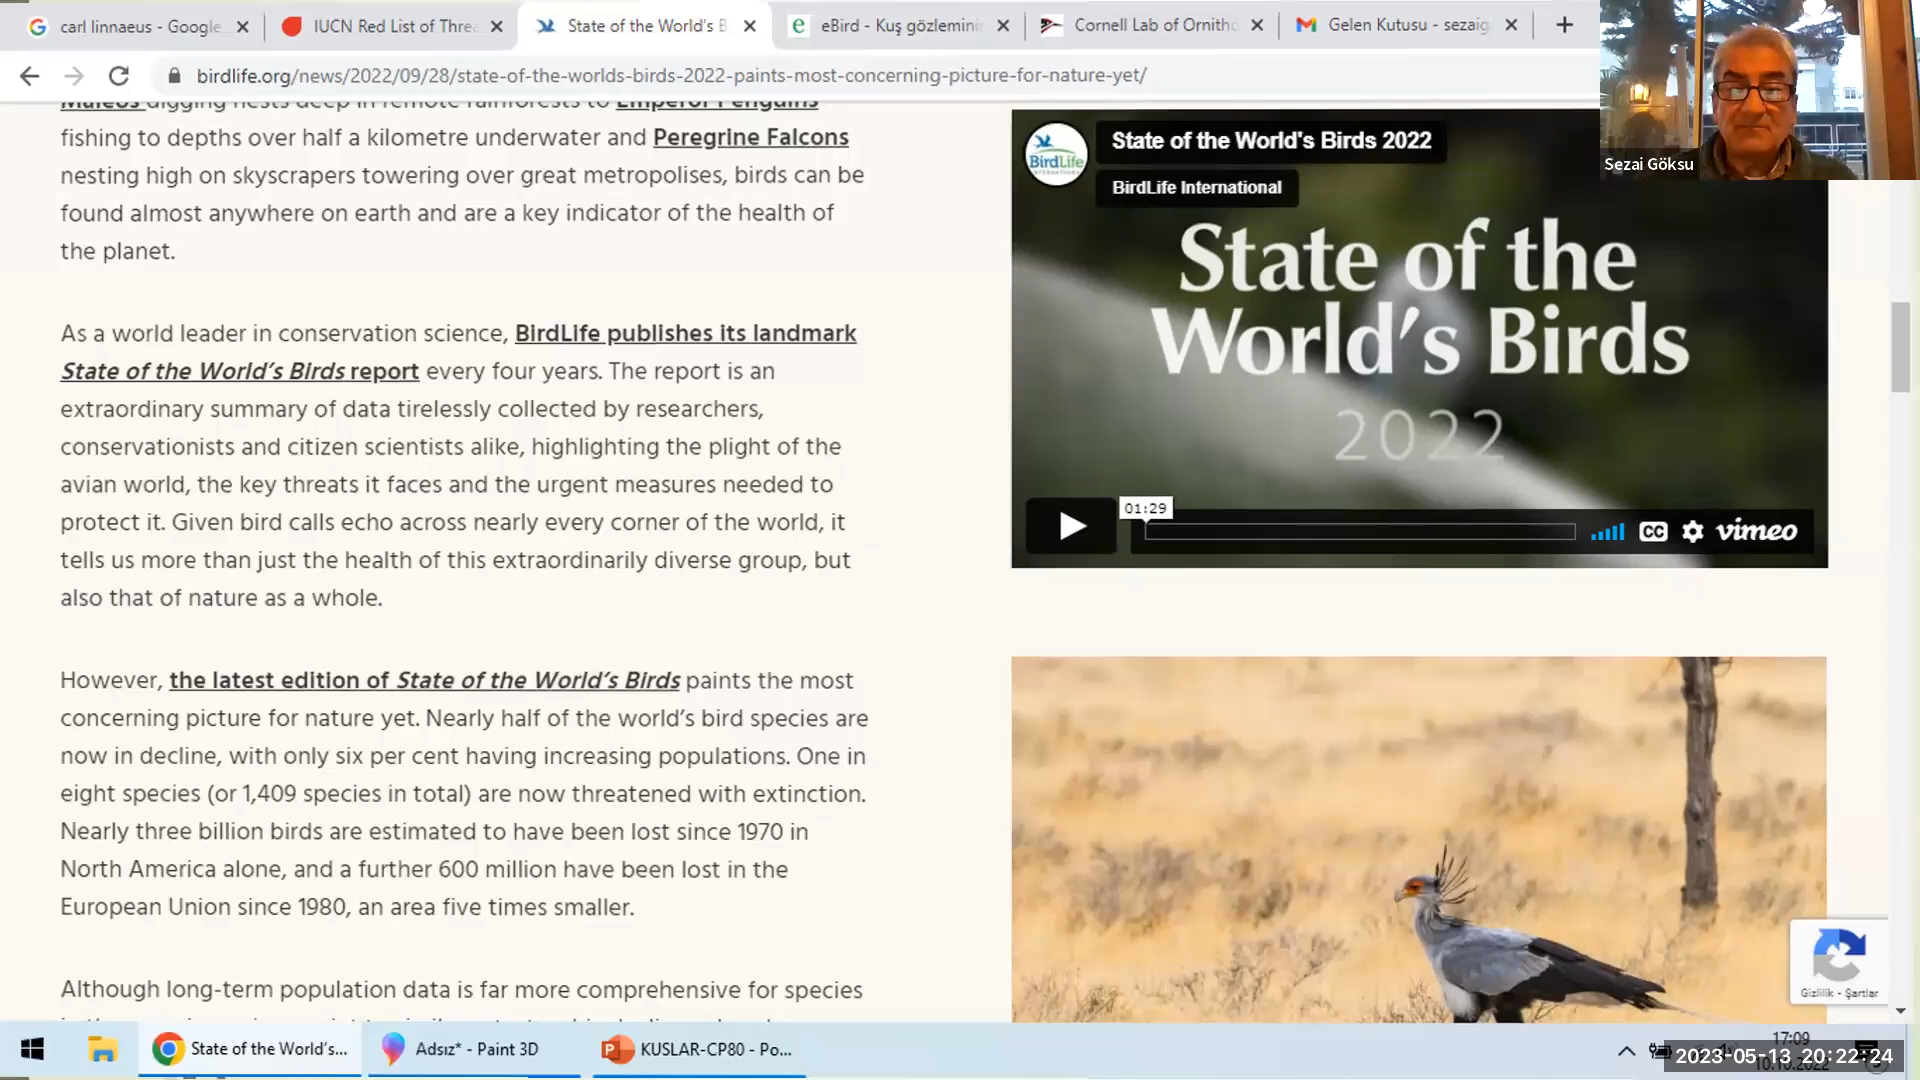 carl linnaeus - Google
IUCN Red List of Threa
State of the World's B
eBird - Kuş gözlemini
Cornell Lab of Ornitho
Gelen Kutusu - sezaig
birdlife.org/news/2022/09/28/state-of-the-worlds-birds-2022-paints-most-concerning-picture-for-nature-yet/
Maleos digging nests deep in remote rainforests to Emperor Penguins
fishing to depths over half a kilometre underwater and Peregrine Falcons
nesting high on skyscrapers towering over great metropolises, birds can be
found almost anywhere on earth and are a key indicator of the health of
the planet.
As a world leader in conservation science, BirdLife publishes its landmark
State of the World's Birds report every four years. The report is an
extraordinary summary of data tirelessly collected by researchers,
conservationists and citizen scientists alike, highlighting the plight of the
avian world, the key threats it faces and the urgent measures needed to
protect it. Given bird calls echo across nearly every corner of the world, it
tells us more than just the health of this extraordinarily diverse group, but
also that of nature as a whole.
However, the latest edition of State of the World's Birds paints the most
concerning picture for nature yet. Nearly half of the world's bird species are
now in decline, with only six per cent having increasing populations. One in
eight species (or 1,409 species in total) are now threatened with extinction.
Nearly three billion birds are estimated to have been lost since 1970 in
North America alone, and a further 600 million have been lost in the
European Union since 1980, an area five times smaller.
Although long-term population data is far more comprehensive for species
BirdLife
INTERNATIONAL
State of the World's Birds 2022
BirdLife International
State of the
World's Birds
2022
01:29
CC
vimeo
Sezai Göksu
Gizlilik - Şartlar
State of the World's...
Adsız* - Paint 3D
KUSLAR-CP80 - Po...
17:09
10.10.2022
2023-05-13 20:22:24